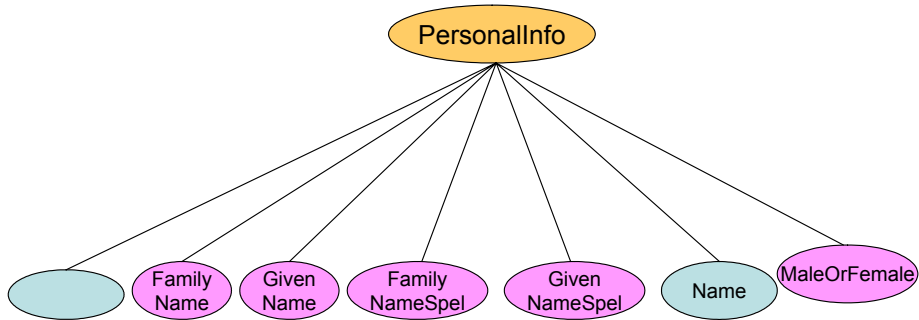 PersonalInfo
Family
Name
Given
Name
Family
NameSpel
Given
NameSpel
Name
MaleOrFemale